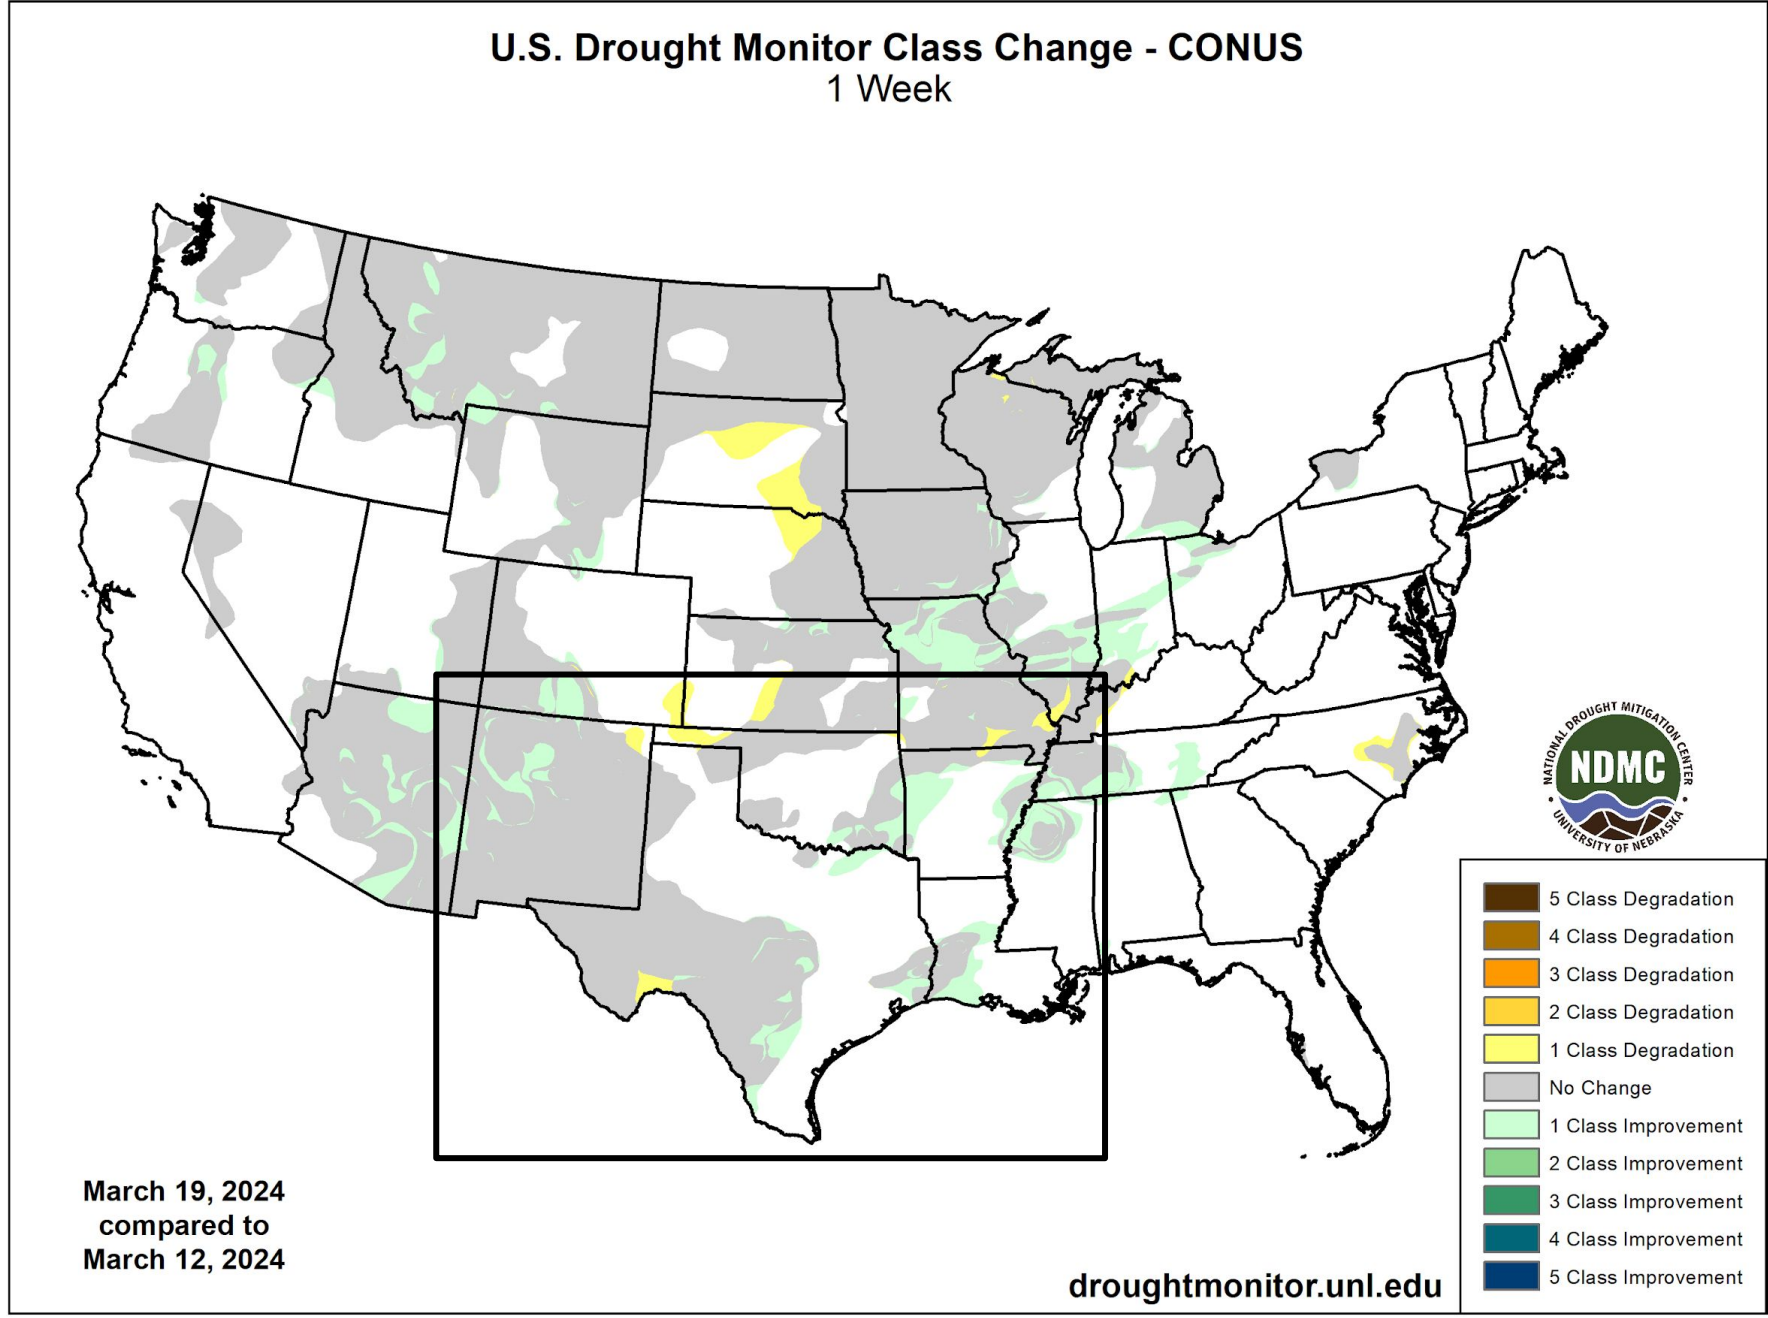 U.S. Drought Monitor Class Change - CONUS
1 Week
NATIONAL DROUGHT MITIGATION CENTER
NDMC
UNIVERSITY OF NEBRASKA
5 Class Degradation
4 Class Degradation
3 Class Degradation
2 Class Degradation
1 Class Degradation
No Change
1 Class Improvement
2 Class Improvement
3 Class Improvement
4 Class Improvement
5 Class Improvement
March 19, 2024
compared to
March 12, 2024
droughtmonitor.unl.edu